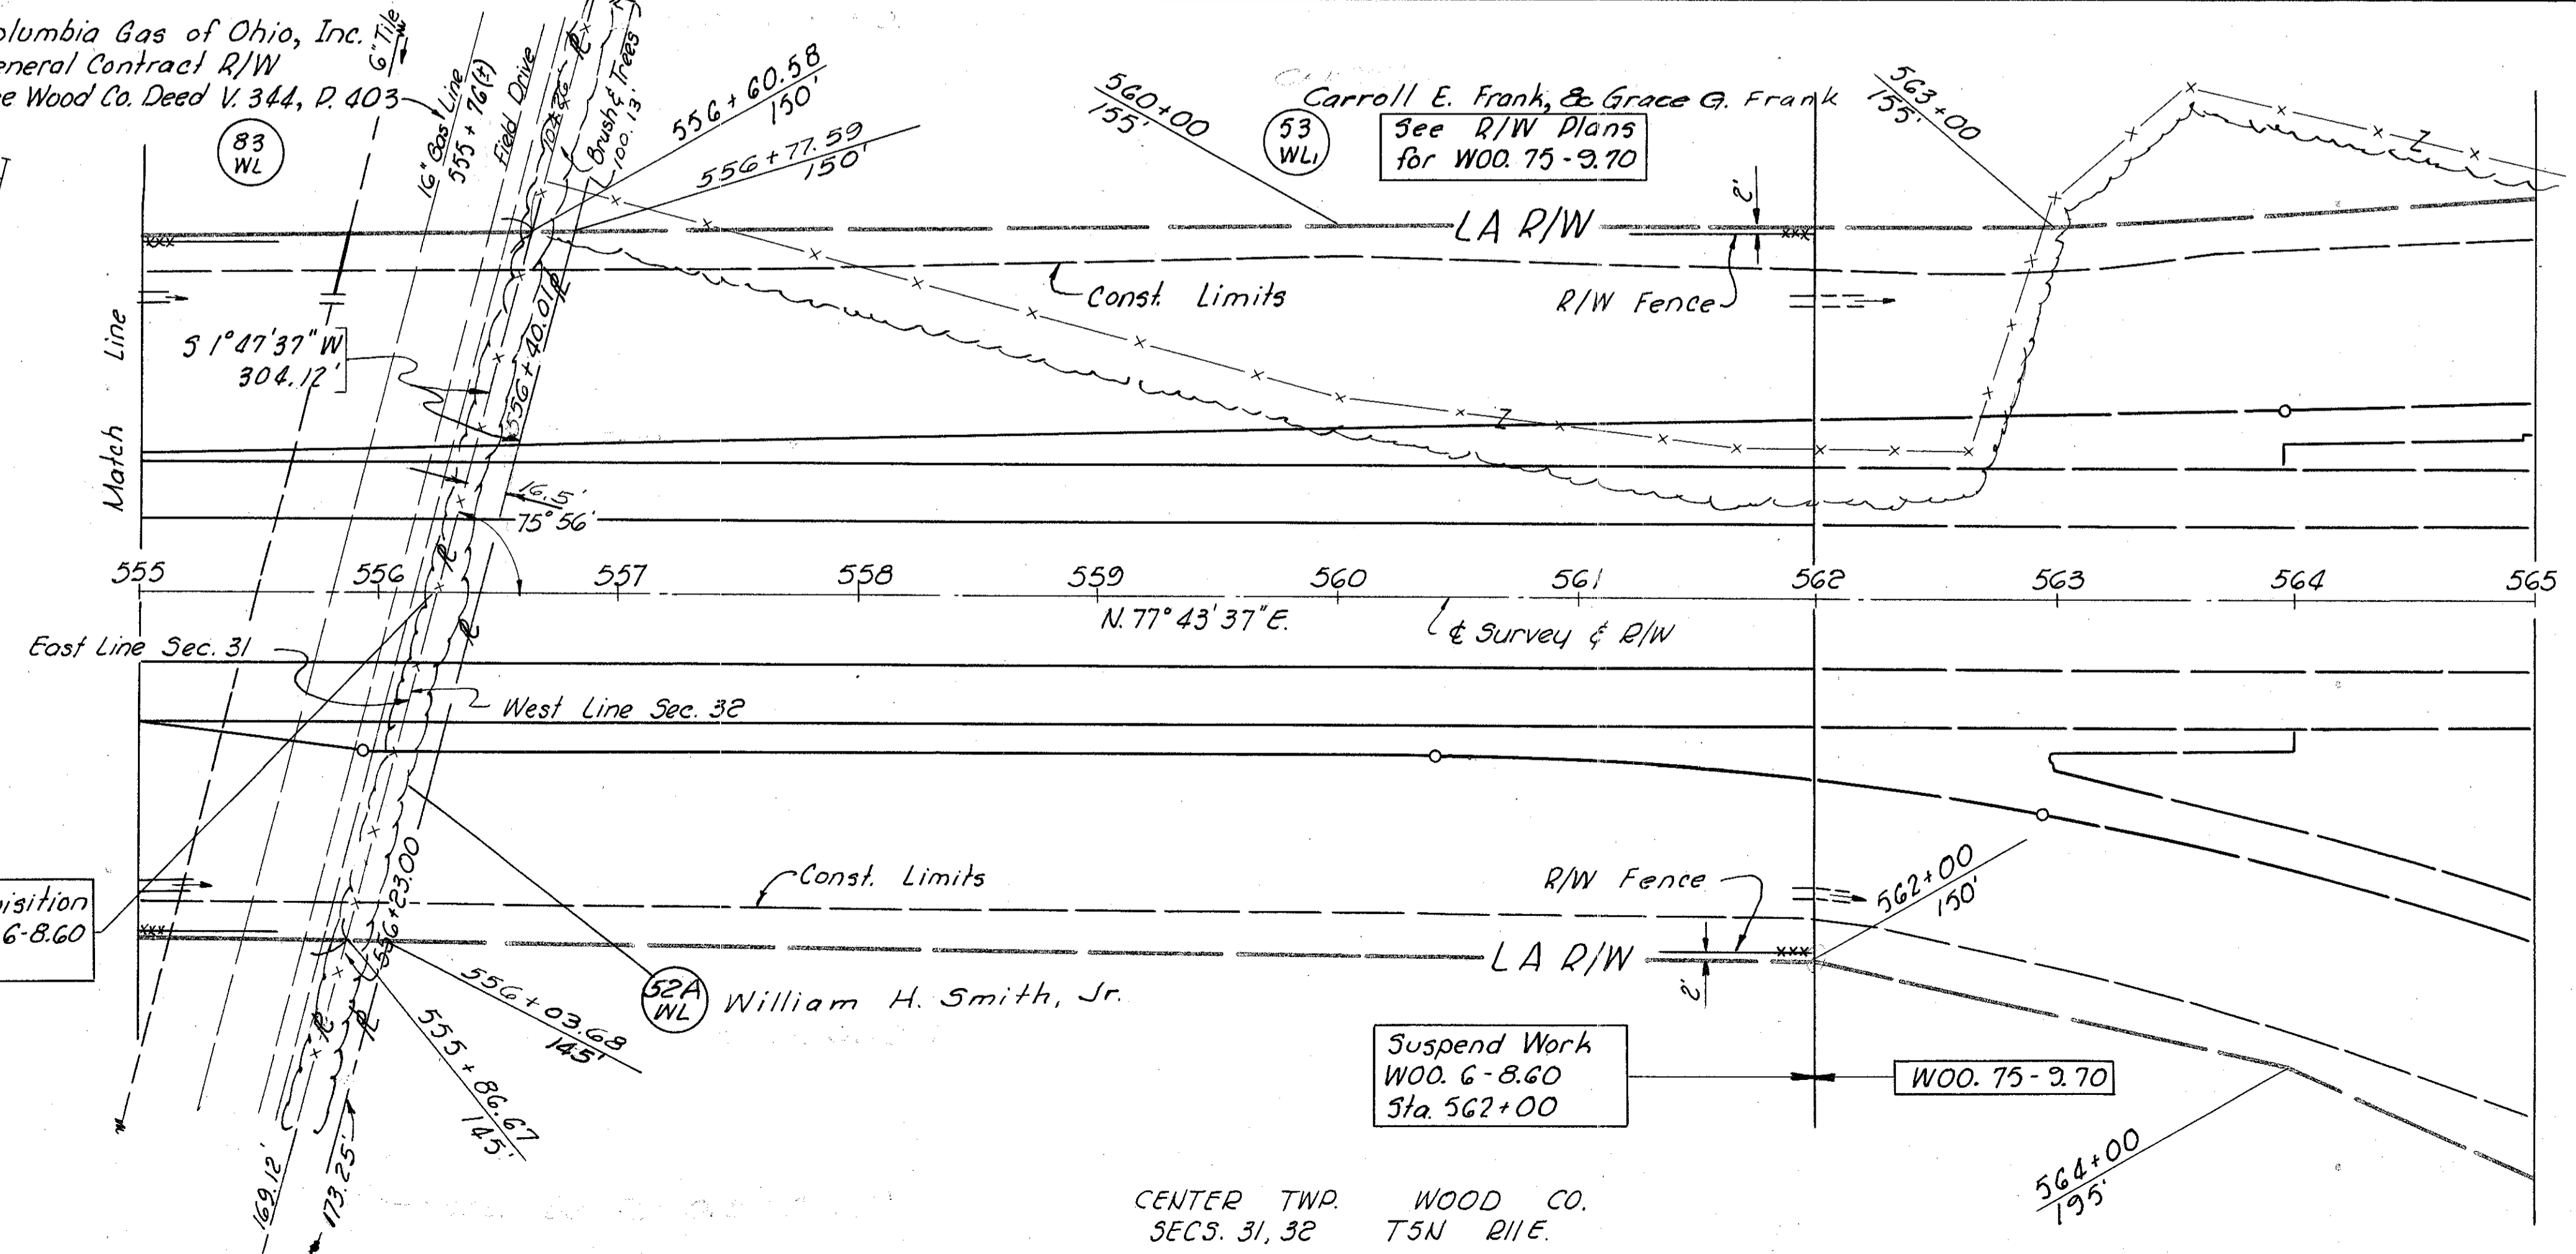 olumbia Gas of Ohio, Inc.
eneral Contract R/W
e Wood Co. Deed V. 344, P. 403
83
WL
6" Tile
16" Gas Line
555 + 76(±)
Field Drive
104.86'
Brush & Trees
100.13'
556 + 60.58
150'
556 + 77.59
150'
560+00
155'
Carroll E. Frank, & Grace G. Frank
53
WL1
See R/W Plans
for WOO. 75-9.70
563+00
155'
2'
LA R/W
R/W Fence
Const. Limits
Match Line
S 1°47'37" W
304.12'
556+40.01
16.5'
75°56'
555 556 557 558 559 560 561 562 563 564 565
N. 77°43'37"E.
℄ Survey & R/W
East Line Sec. 31
West Line Sec. 32
isition
6-8.60
Const. Limits
R/W Fence
562+00
150'
LA R/W
2'
556+23.00
556+03.68
145'
555+86.67
145'
52A
WL
William H. Smith, Jr.
Suspend Work
WOO. 6-8.60
Sta. 562+00
WOO. 75-9.70
564+00
195'
169.12'
173.25'
CENTER TWP. WOOD CO.
SECS. 31, 32 T5N R11E.